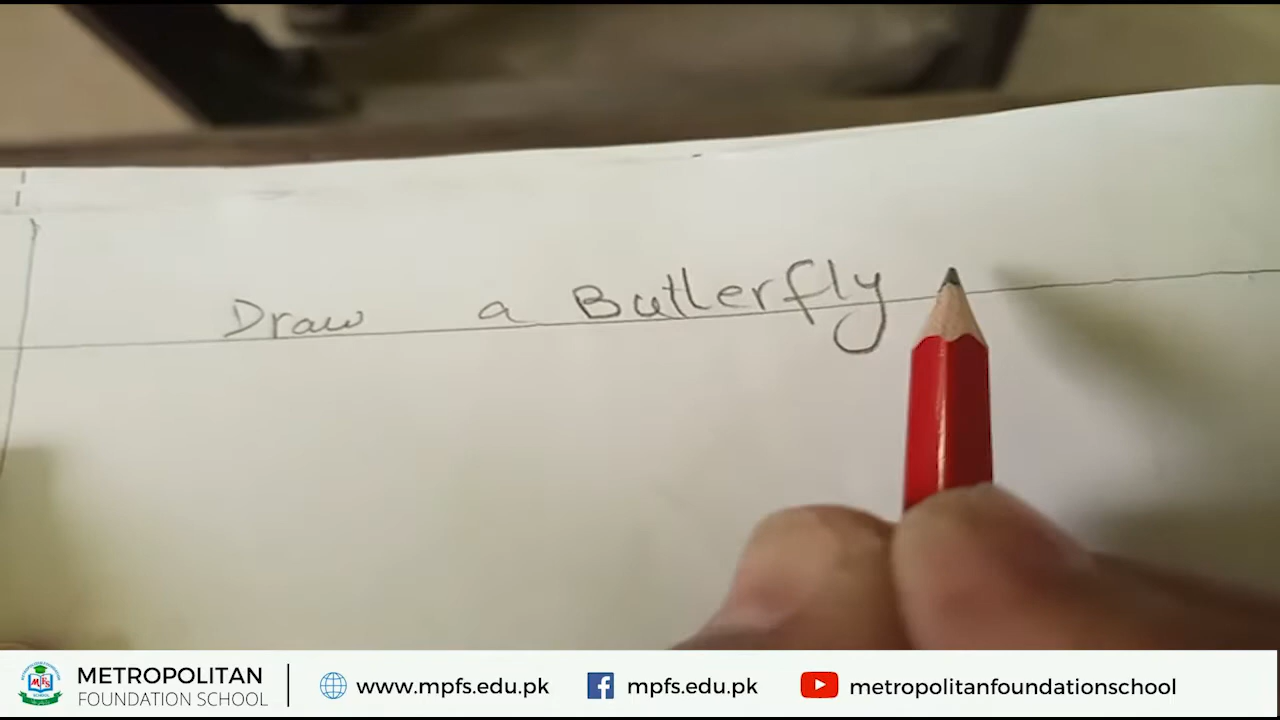 Draw a Butterfly
METROPOLITAN
FOUNDATION SCHOOL
www.mpfs.edu.pk
mpfs.edu.pk
metropolitanfoundationschool